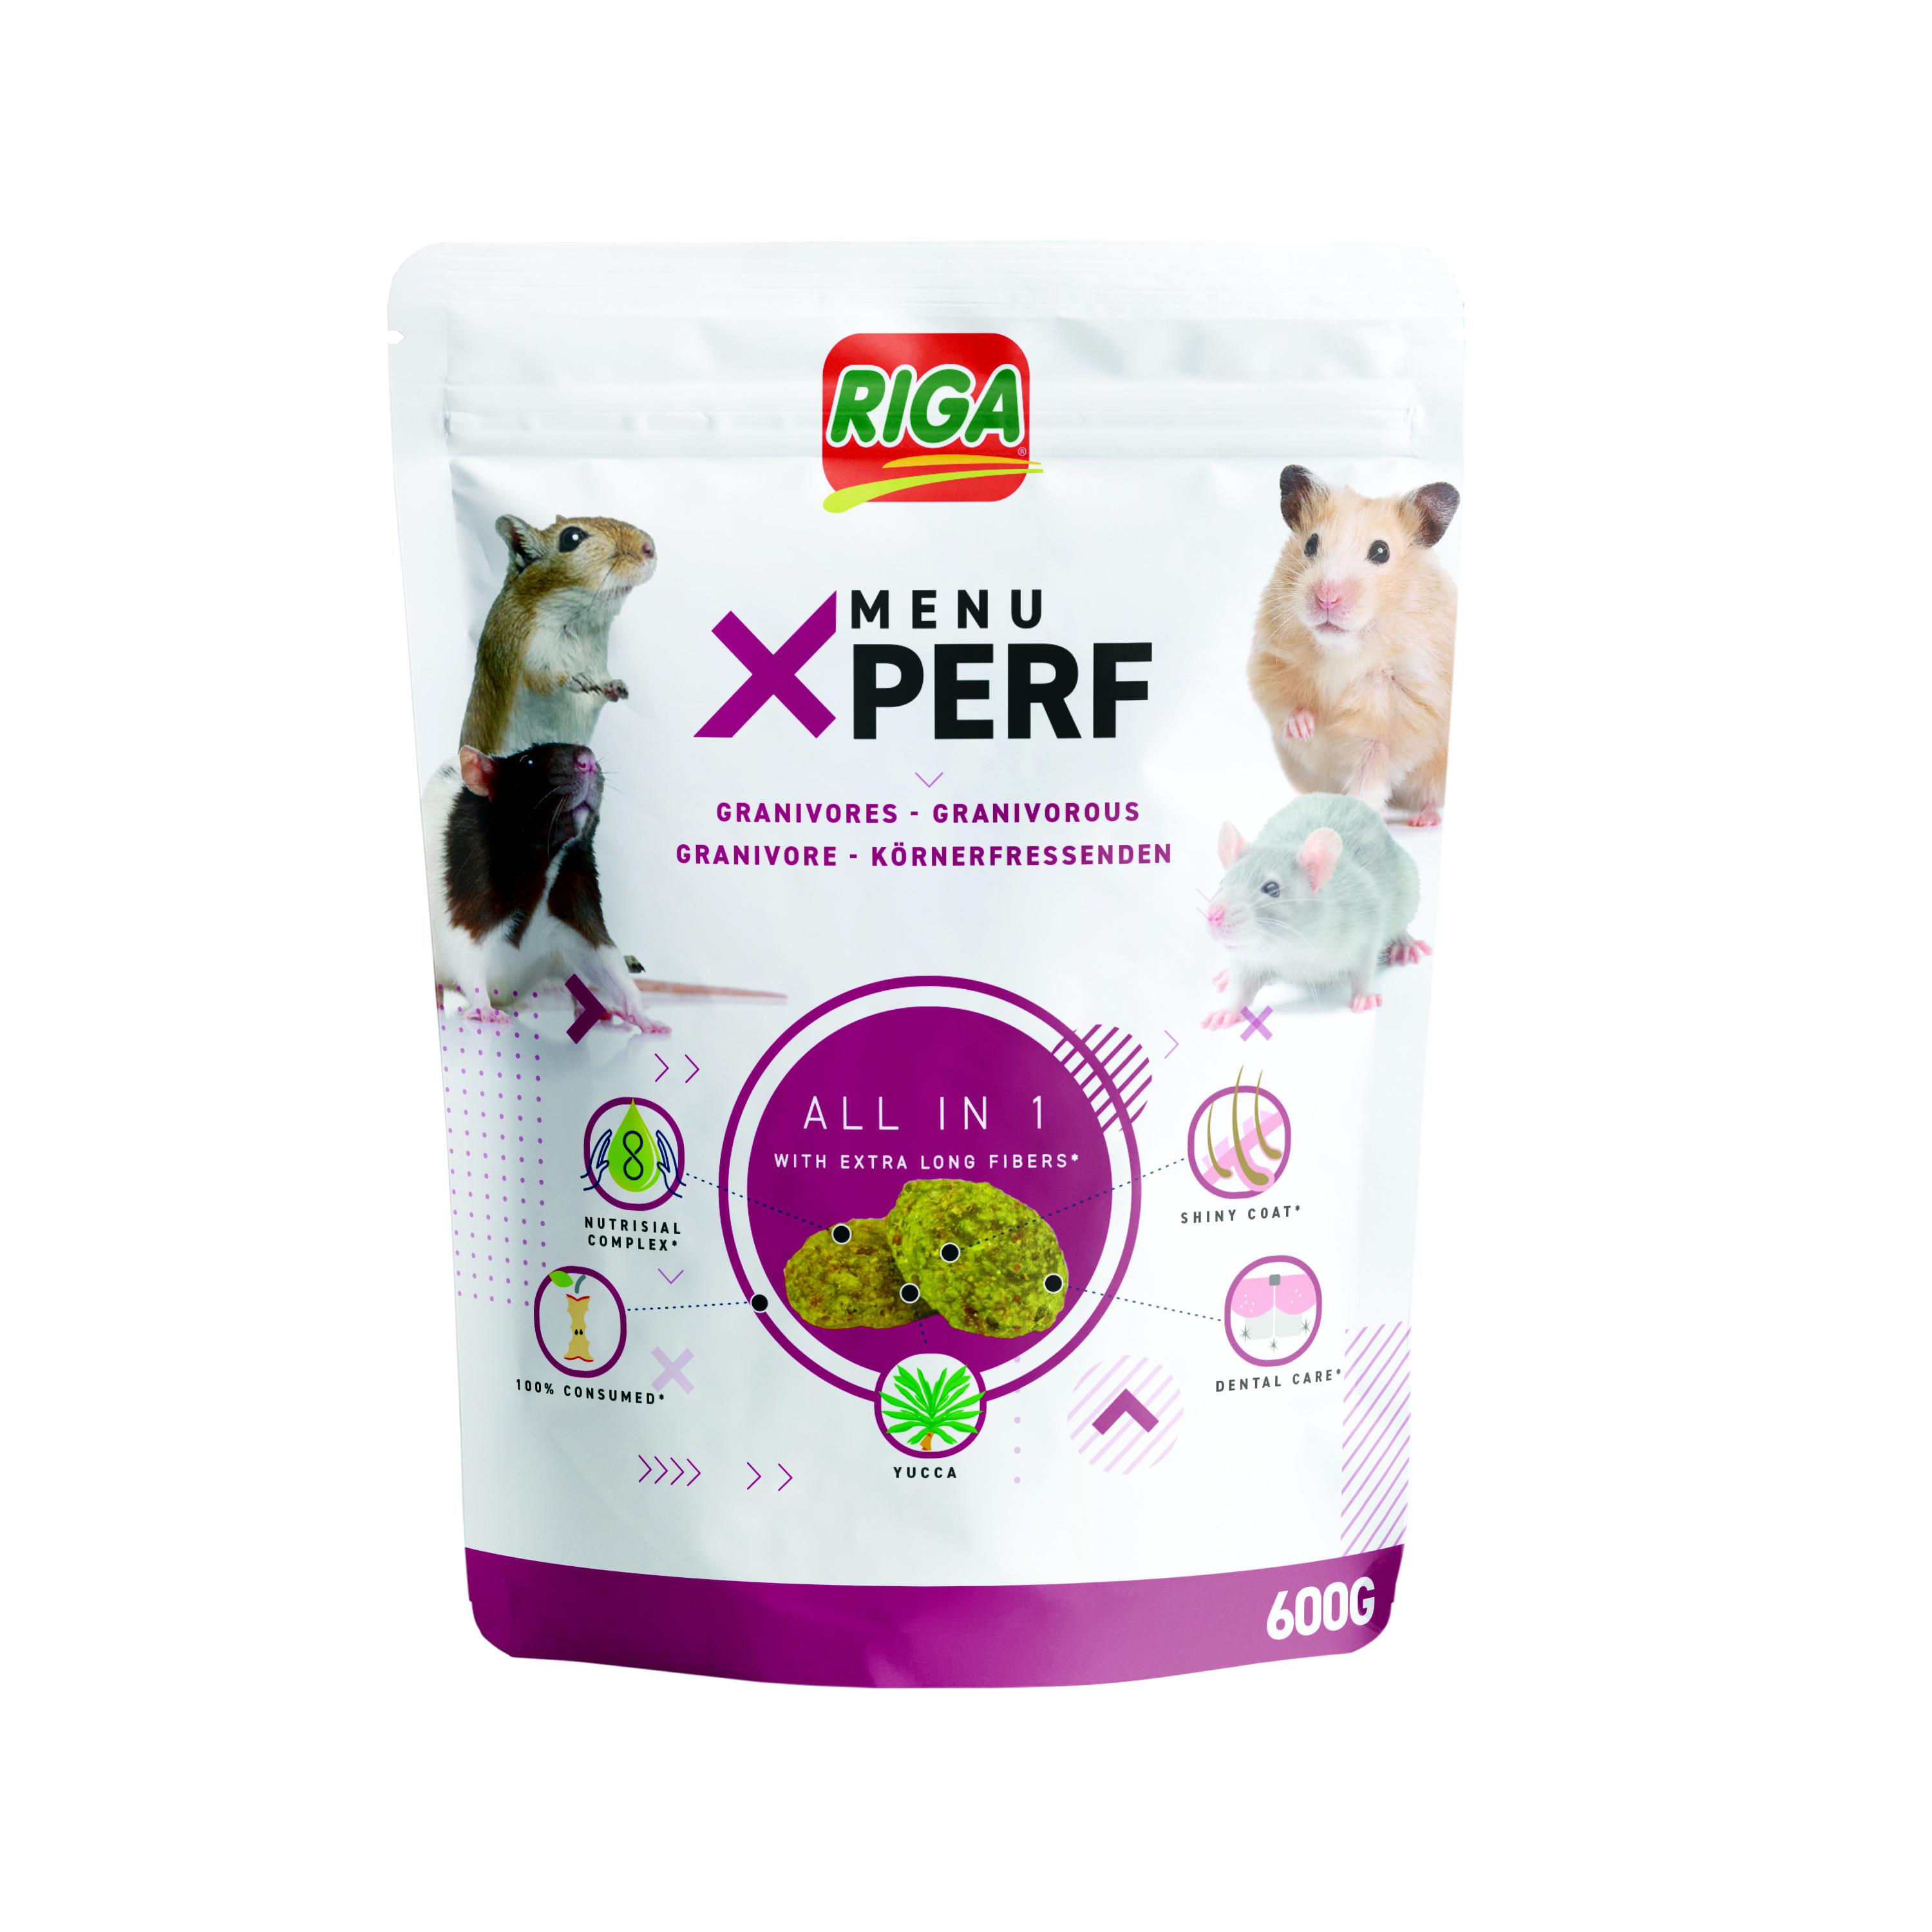 RIGA
®
MENU
XPERF
GRANIVORES - GRANIVOROUS
GRANIVORE - KÖRNERFRESSENDEN
ALL IN 1
WITH EXTRA LONG FIBERS*
NUTRISIAL
COMPLEX*
SHINY COAT*
100% CONSUMED*
DENTAL CARE*
YUCCA
600G